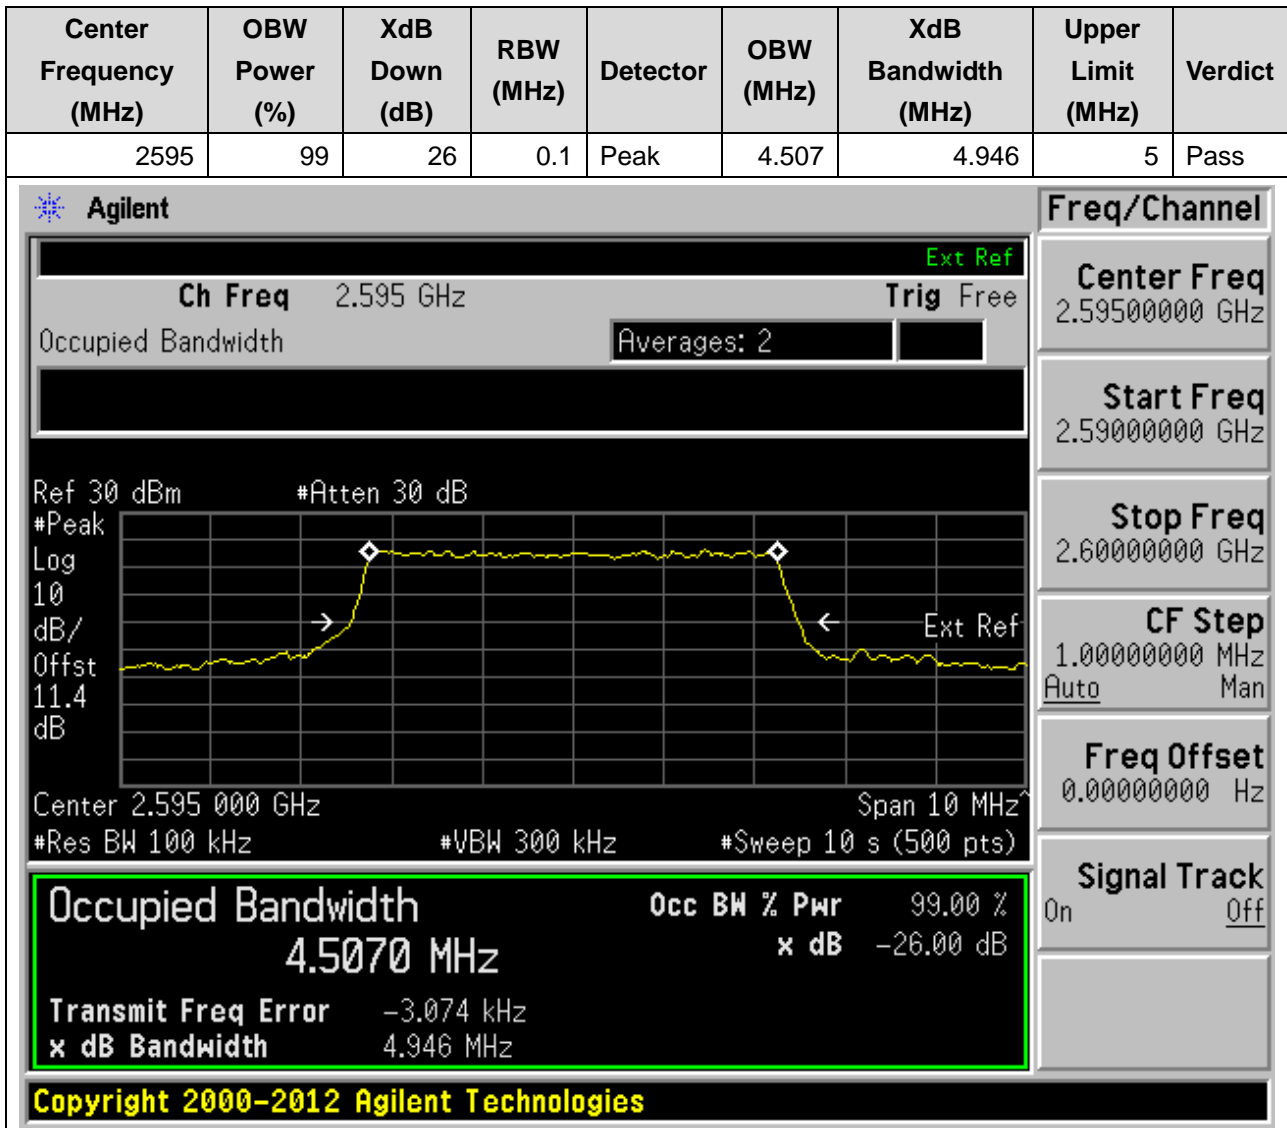 Center Frequency (MHz) OBW Power (%) XdB Down (dB) RBW (MHz) Detector OBW (MHz) XdB Bandwidth (MHz) Upper Limit (MHz) Verdict
2595 99 26 0.1 Peak 4.507 4.946 5 Pass
Agilent
Freq/Channel
Ext Ref
Ch Freq 2.595 GHz Trig Free
Occupied Bandwidth Averages: 2
Center Freq
2.59500000 GHz
Start Freq
2.59000000 GHz
Stop Freq
2.60000000 GHz
CF Step
1.00000000 MHz
Auto Man
Freq Offset
0.00000000 Hz
Signal Track
On Off
Ref 30 dBm #Atten 30 dB
#Peak
Log
10
dB/
Offst
11.4
dB
Ext Ref
Center 2.595 000 GHz Span 10 MHz^
#Res BW 100 kHz #VBW 300 kHz #Sweep 10 s (500 pts)
Occupied Bandwidth
4.5070 MHz
Occ BW % Pwr 99.00 %
x dB -26.00 dB
Transmit Freq Error -3.074 kHz
x dB Bandwidth 4.946 MHz
Copyright 2000-2012 Agilent Technologies